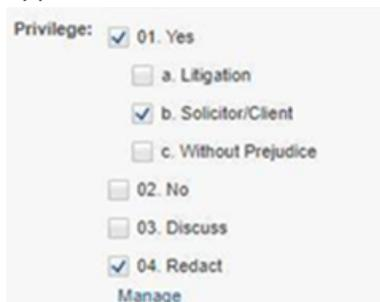 Privilege: 01. Yes
a. Litigation
b. Solicitor/Client
c. Without Prejudice
02. No
03. Discuss
04. Redact
Manage